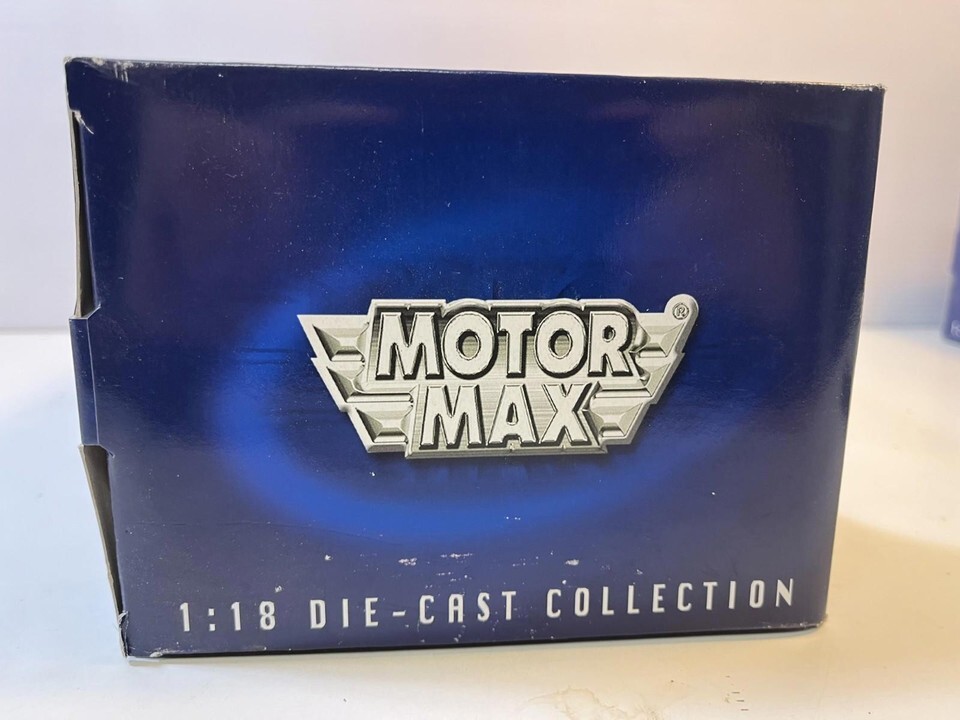 MOTOR ®
MAX
1:18 DIE-CAST COLLECTION